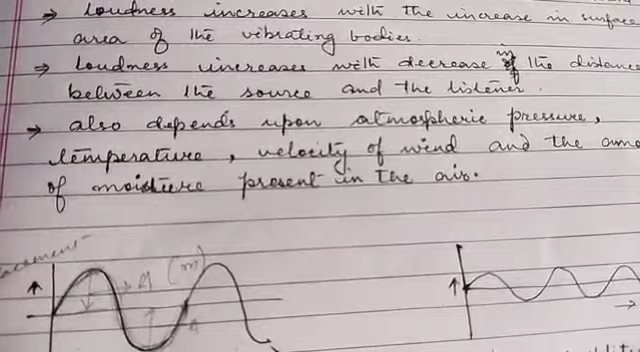 ⇒ loudness increases with the increase in surface
area of the vibrating bodies.
⇒ loudness increases with decrease in the distance
between the source and the listener.
→ also depends upon atmospheric pressure,
temperature, velocity of wind and the
of moisture present in the air.
(m)
A